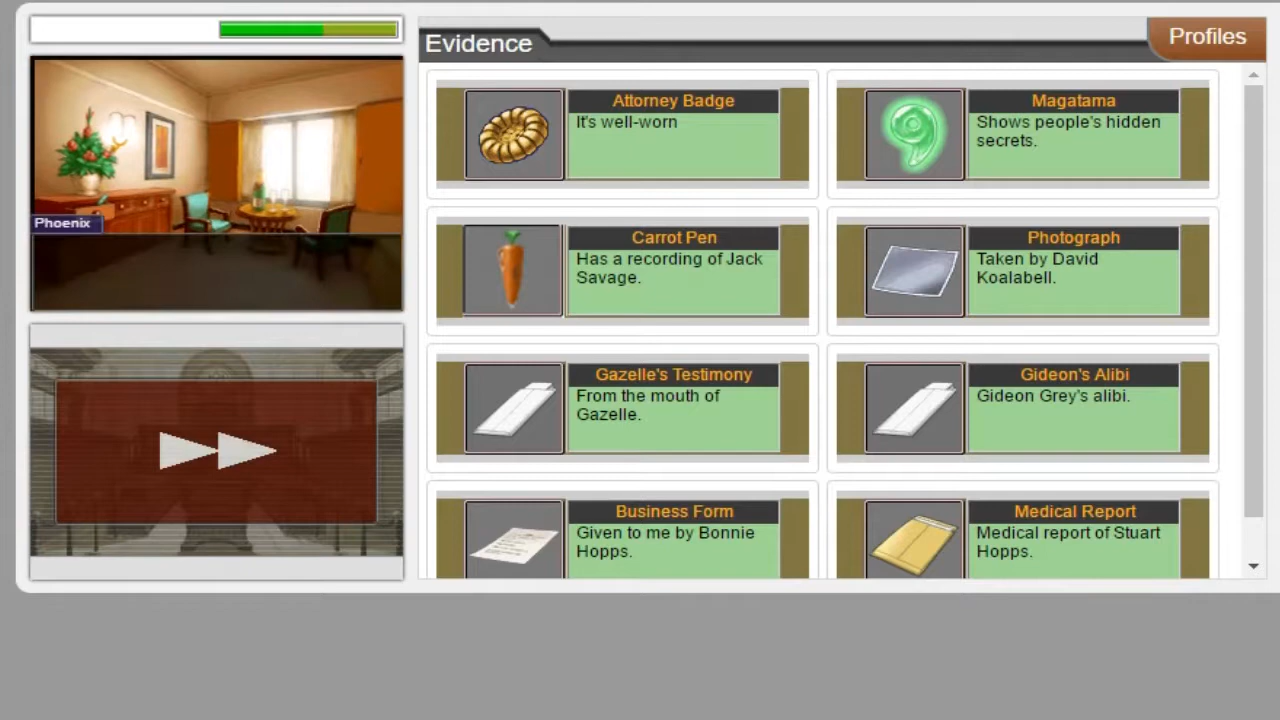 Evidence
Profiles
Attorney Badge
It's well-worn
Magatama
Shows people's hidden
secrets.
Phoenix
Carrot Pen
Has a recording of Jack
Savage.
Photograph
Taken by David
Koalabell.
Gazelle's Testimony
From the mouth of
Gazelle.
Gideon's Alibi
Gideon Grey's alibi.
Business Form
Given to me by Bonnie
Hopps.
Medical Report
Medical report of Stuart
Hopps.